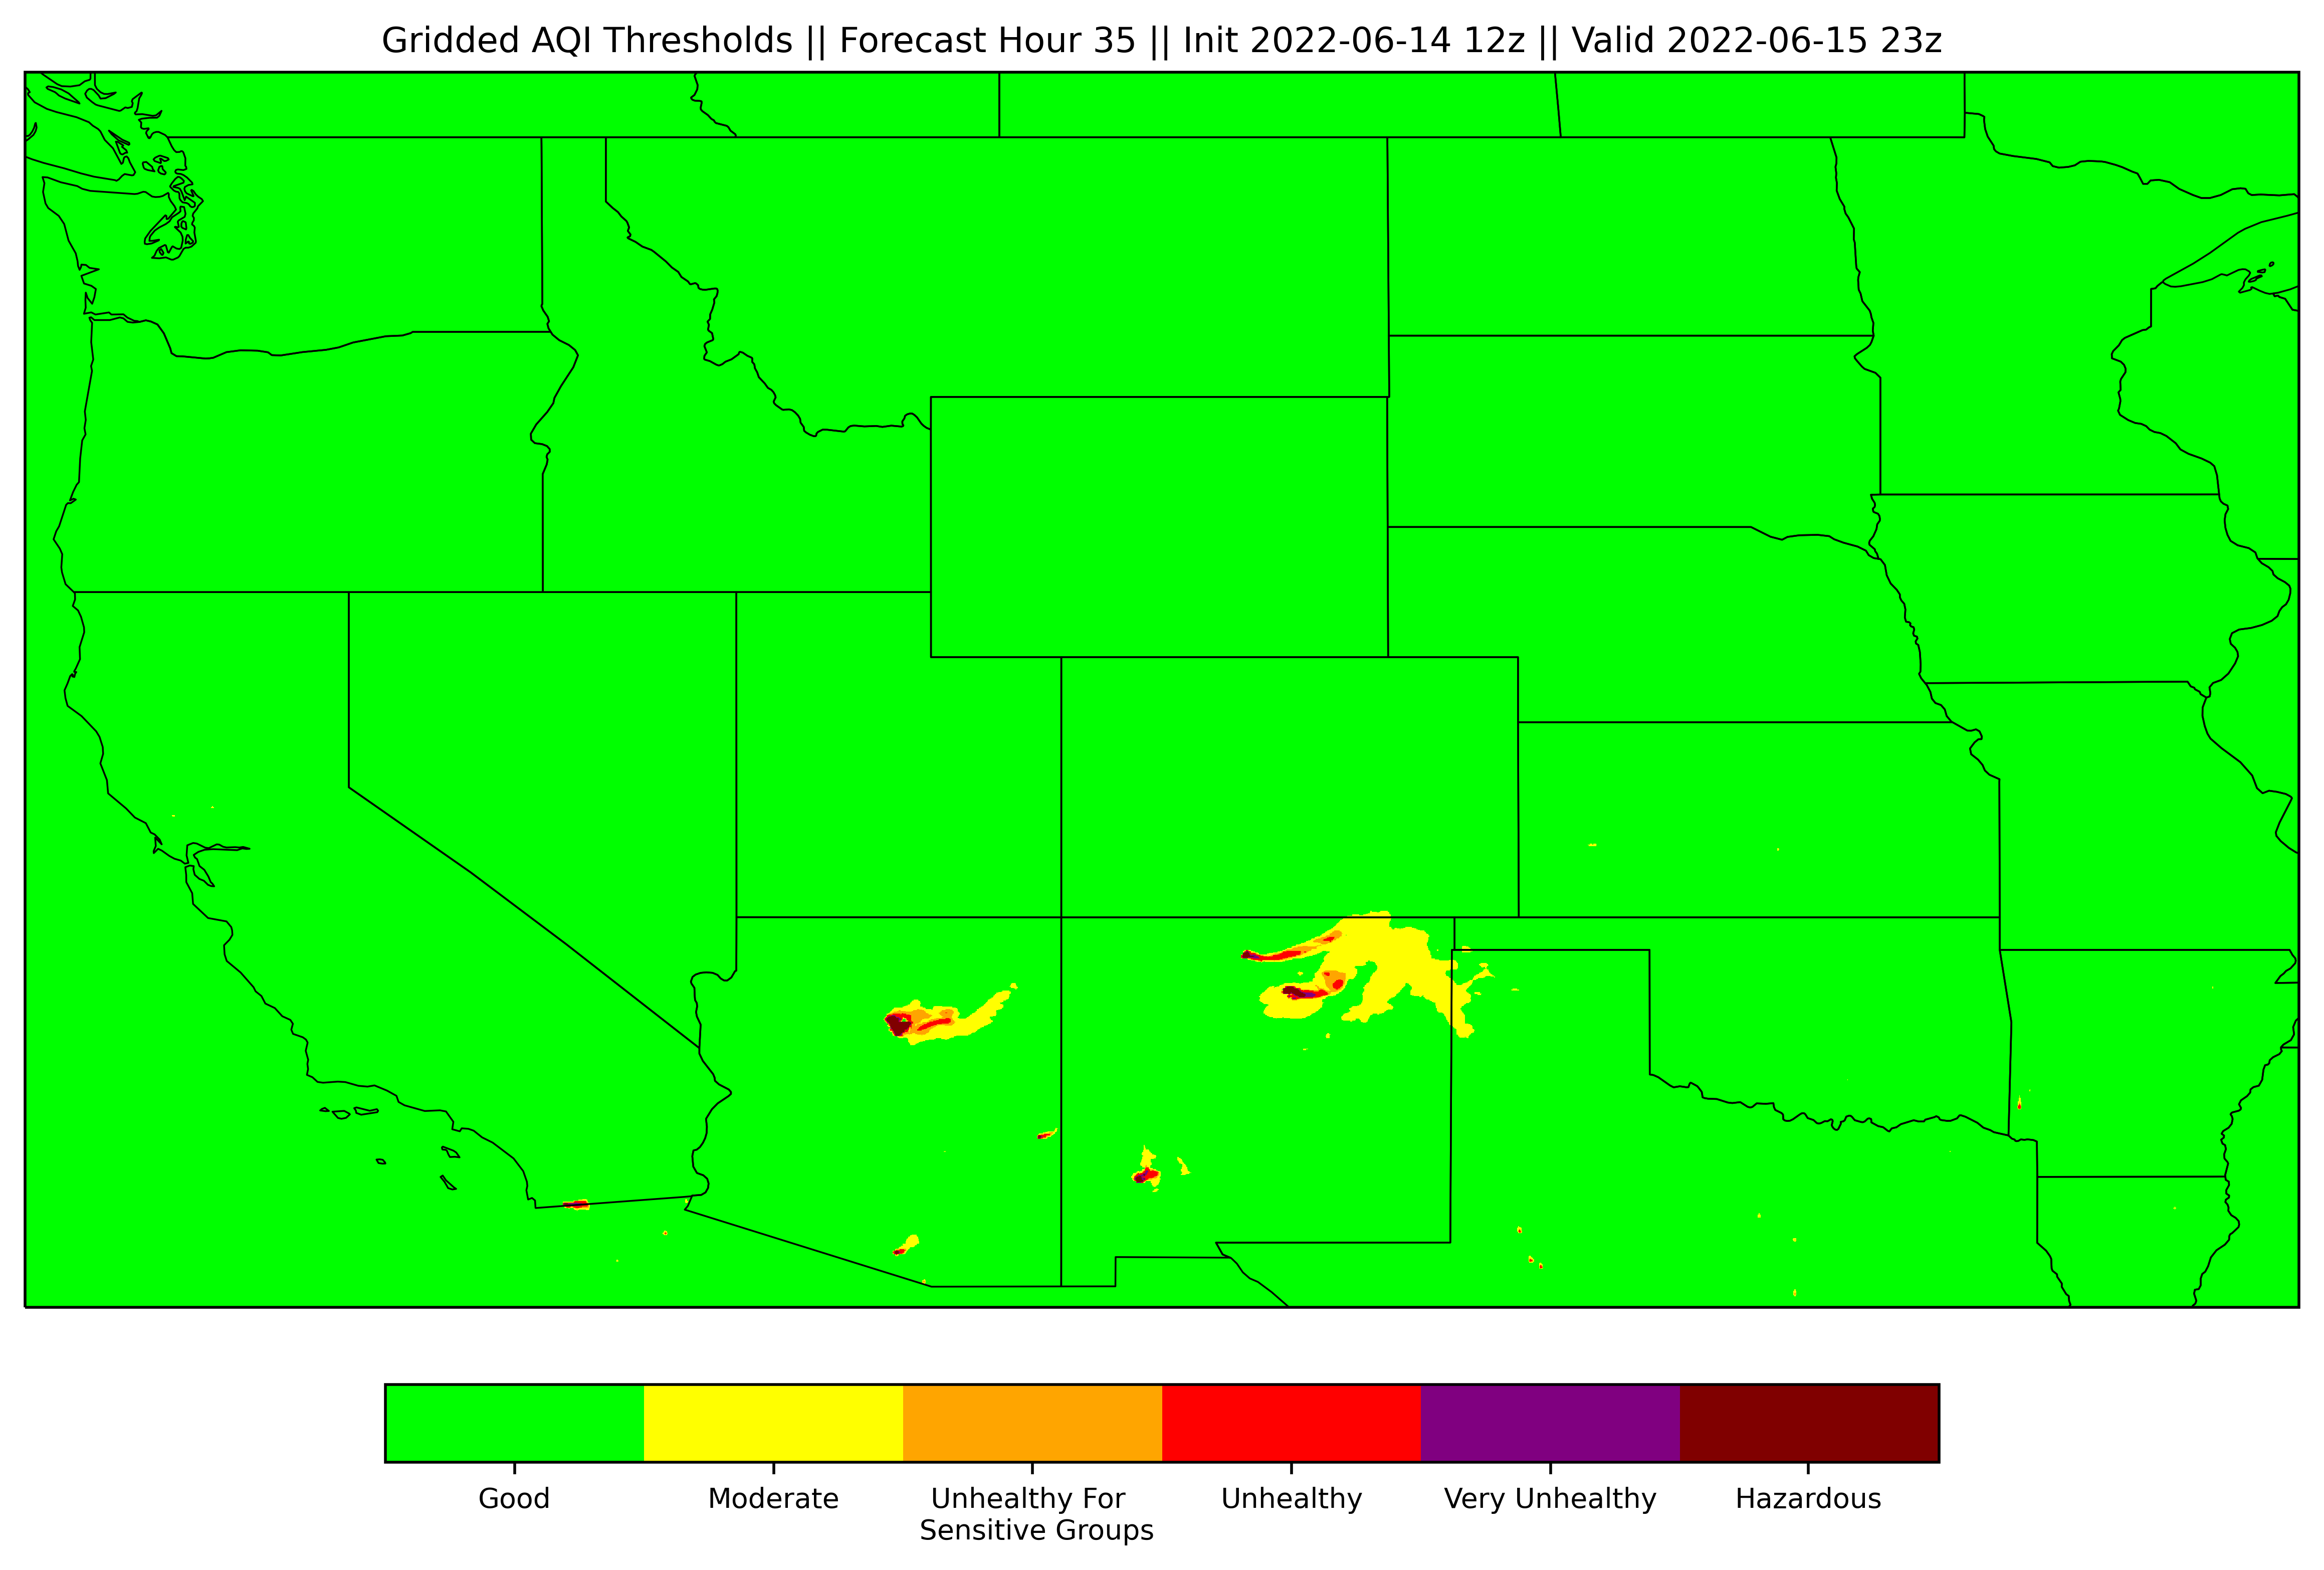 Gridded AQI Thresholds || Forecast Hour 35 || Init 2022-06-14 12z || Valid 2022-06-15 23z
Good
Moderate
Unhealthy For
Sensitive Groups
Unhealthy
Very Unhealthy
Hazardous